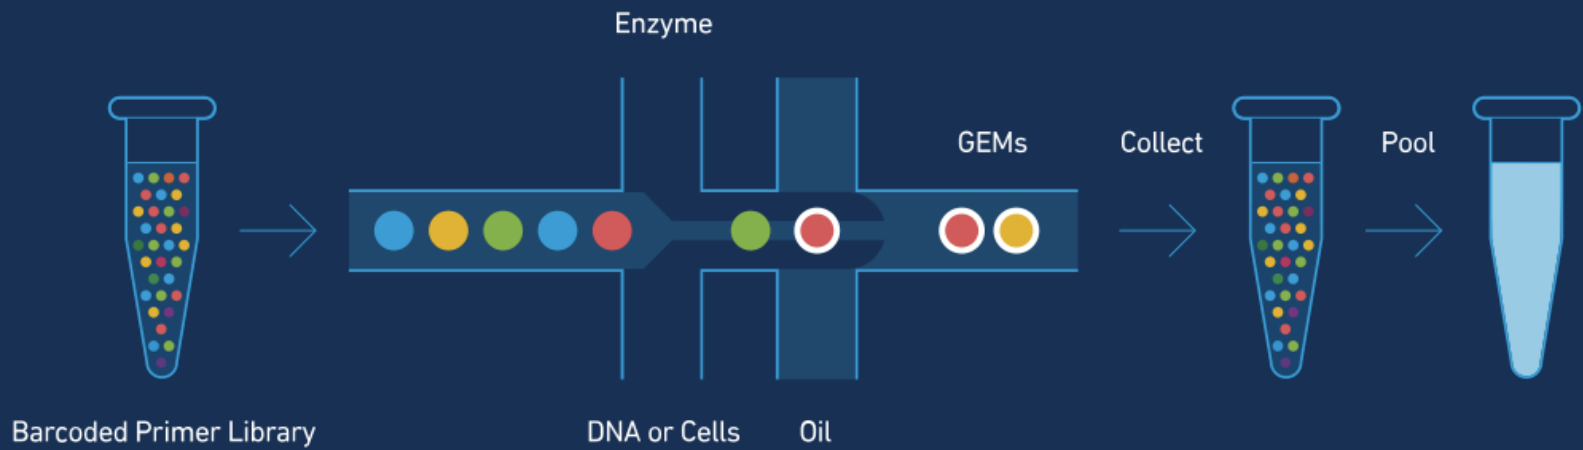 Enzyme
GEMs
Collect
Pool
Barcoded Primer Library
DNA or Cells
Oil